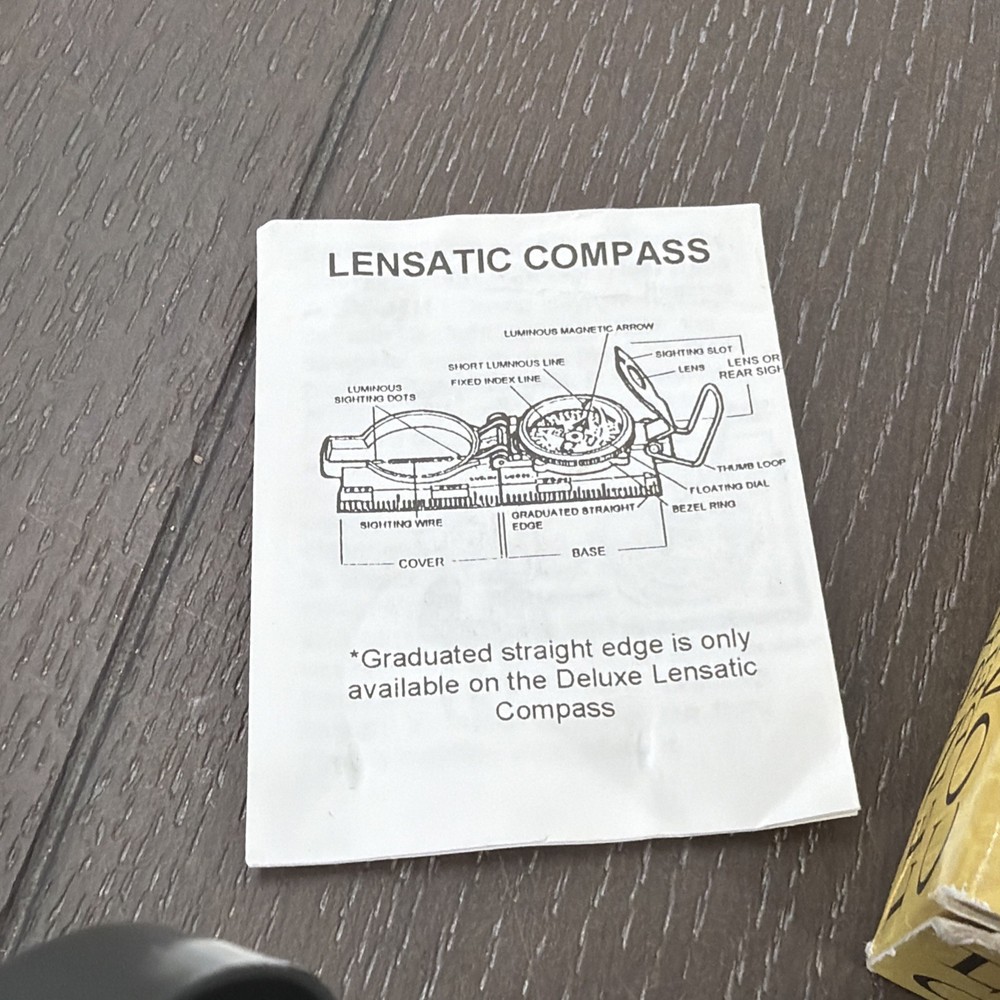 LENSATIC COMPASS
LUMINOUS MAGNETIC ARROW
SIGHTING SLOT
SHORT LUMNIOUS LINE
LENS
LENS OR
REAR SIGH
FIXED INDEX LINE
LUMINOUS
SIGHTING DOTS
THUMB LOOP
FLOATING DIAL
BEZEL RING
GRADUATED STRAIGHT
EDGE
SIGHTING WIRE
COVER
BASE
*Graduated straight edge is only
available on the Deluxe Lensatic
Compass